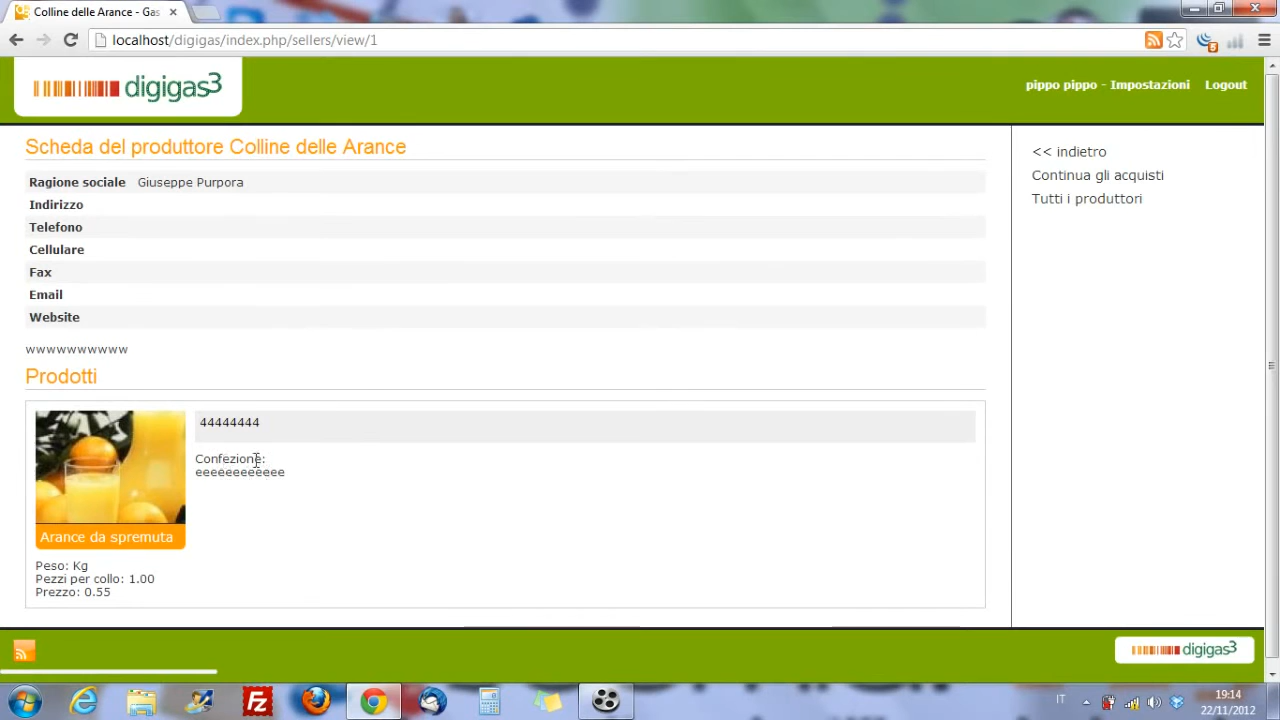 Colline delle Arance - Gas
localhost/digigas/index.php/sellers/view/1
5
digigas3
pippo pippo - Impostazioni Logout
Scheda del produttore Colline delle Arance
Ragione sociale Giuseppe Purpora
Indirizzo
Telefono
Cellulare
Fax
Email
Website
<< indietro
Continua gli acquisti
Tutti i produttori
wwwwwwwwww
Prodotti
44444444
Confezione:
eeeeeeeeeeee
Arance da spremuta
Peso: Kg
Pezzi per collo: 1.00
Prezzo: 0.55
digigas3
Fz
IT
19:14
22/11/2012